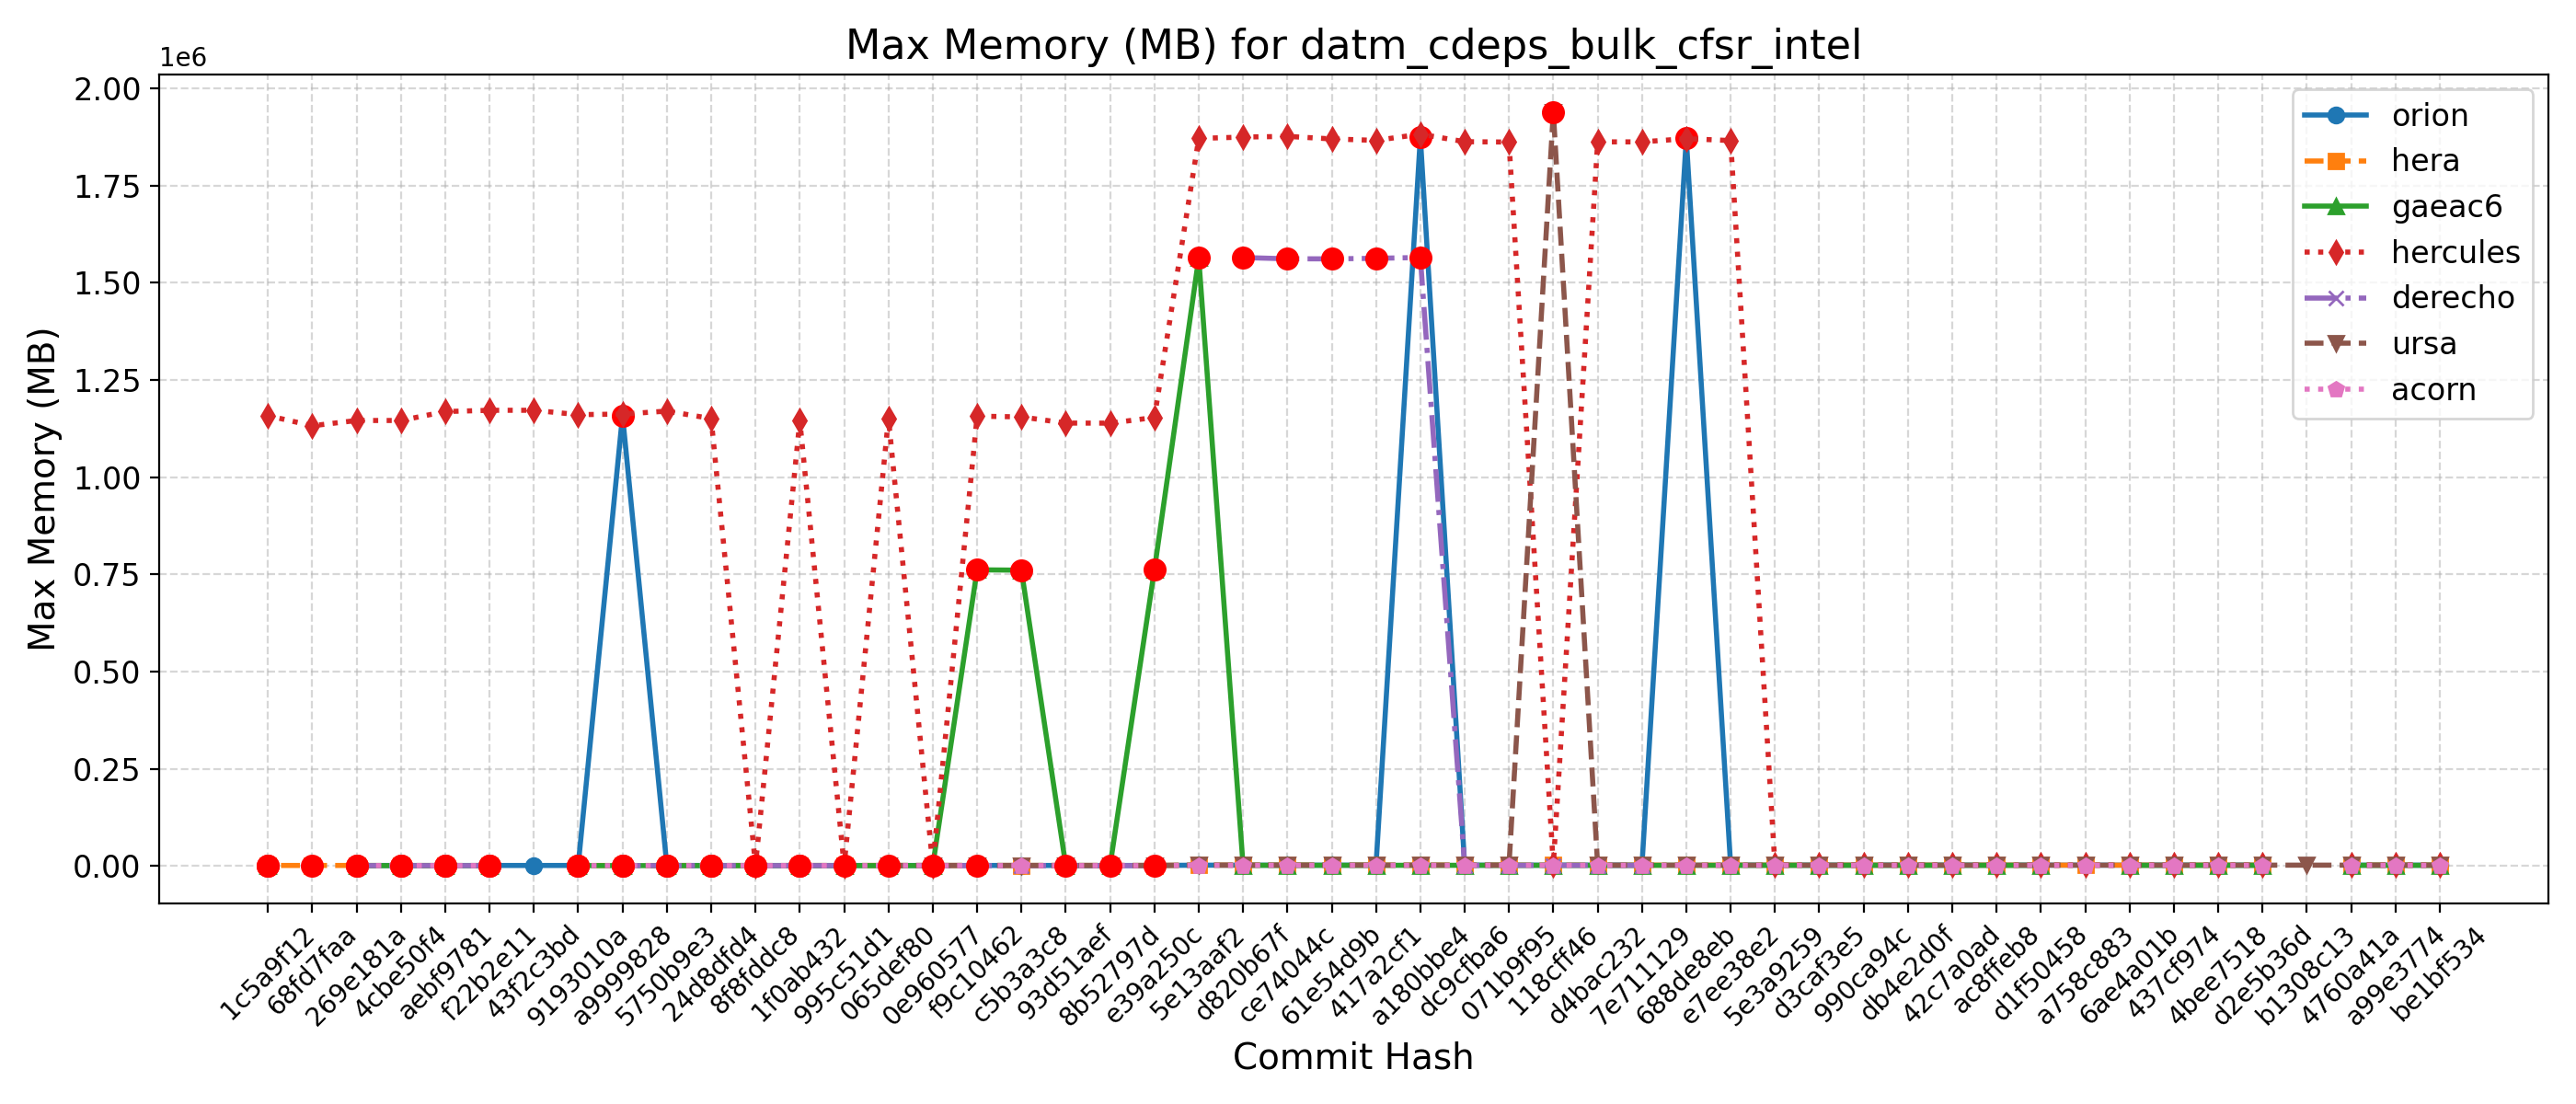 Max Memory (MB) for datm_cdeps_bulk_cfsr_intel
1e6
2.00
1.75
1.50
1.25
1.00
0.75
0.50
0.25
0.00
Max Memory (MB)
orion
hera
gaeac6
hercules
derecho
ursa
acorn
1c5a9f12
68fd7faa
269e181a
4cbe50f4
aebf9781
f22b2e11
43f2c3bd
9193010a
a9999828
5750b9e3
24d8dfd4
8f8fddc8
1f0ab432
995c51d1
065def80
0e960577
f9c10462
c5b3a3c8
93d51aef
8b52797d
e39a250c
5e13aaf2
d820b67f
ce74044c
61e54d9b
417a2cf1
a180bbe4
dc9cfba6
071b9f95
118cff46
d4bac232
7e711129
688de8eb
e7ee38e2
5e3a9259
d3caf3e5
990ca94c
db4e2d0f
42c7a0ad
ac8ffeb8
d1f50458
a758c883
6ae4a01b
437cf974
4bee7518
d2e5b36d
b1308c13
4760a41a
a99e3774
be1bf534
Commit Hash